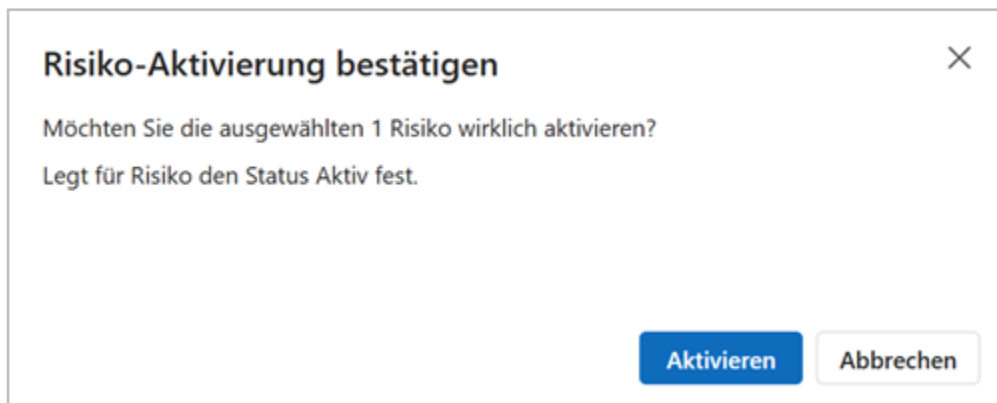 Risiko-Aktivierung bestätigen
Möchten Sie die ausgewählten 1 Risiko wirklich aktivieren?
Legt für Risiko den Status Aktiv fest.
Aktivieren
Abbrechen